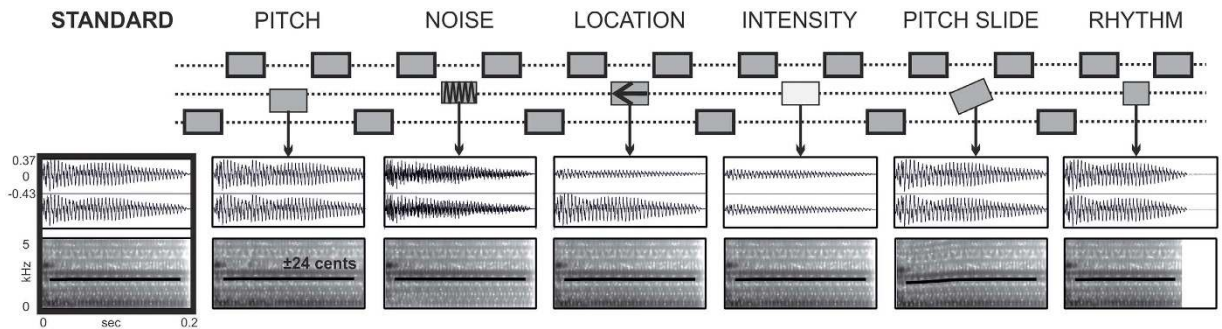 STANDARD PITCH NOISE LOCATION INTENSITY PITCH SLIDE RHYTHM
0.37
0
-0.43
5
kHz
0
±24 cents
0 sec 0.2